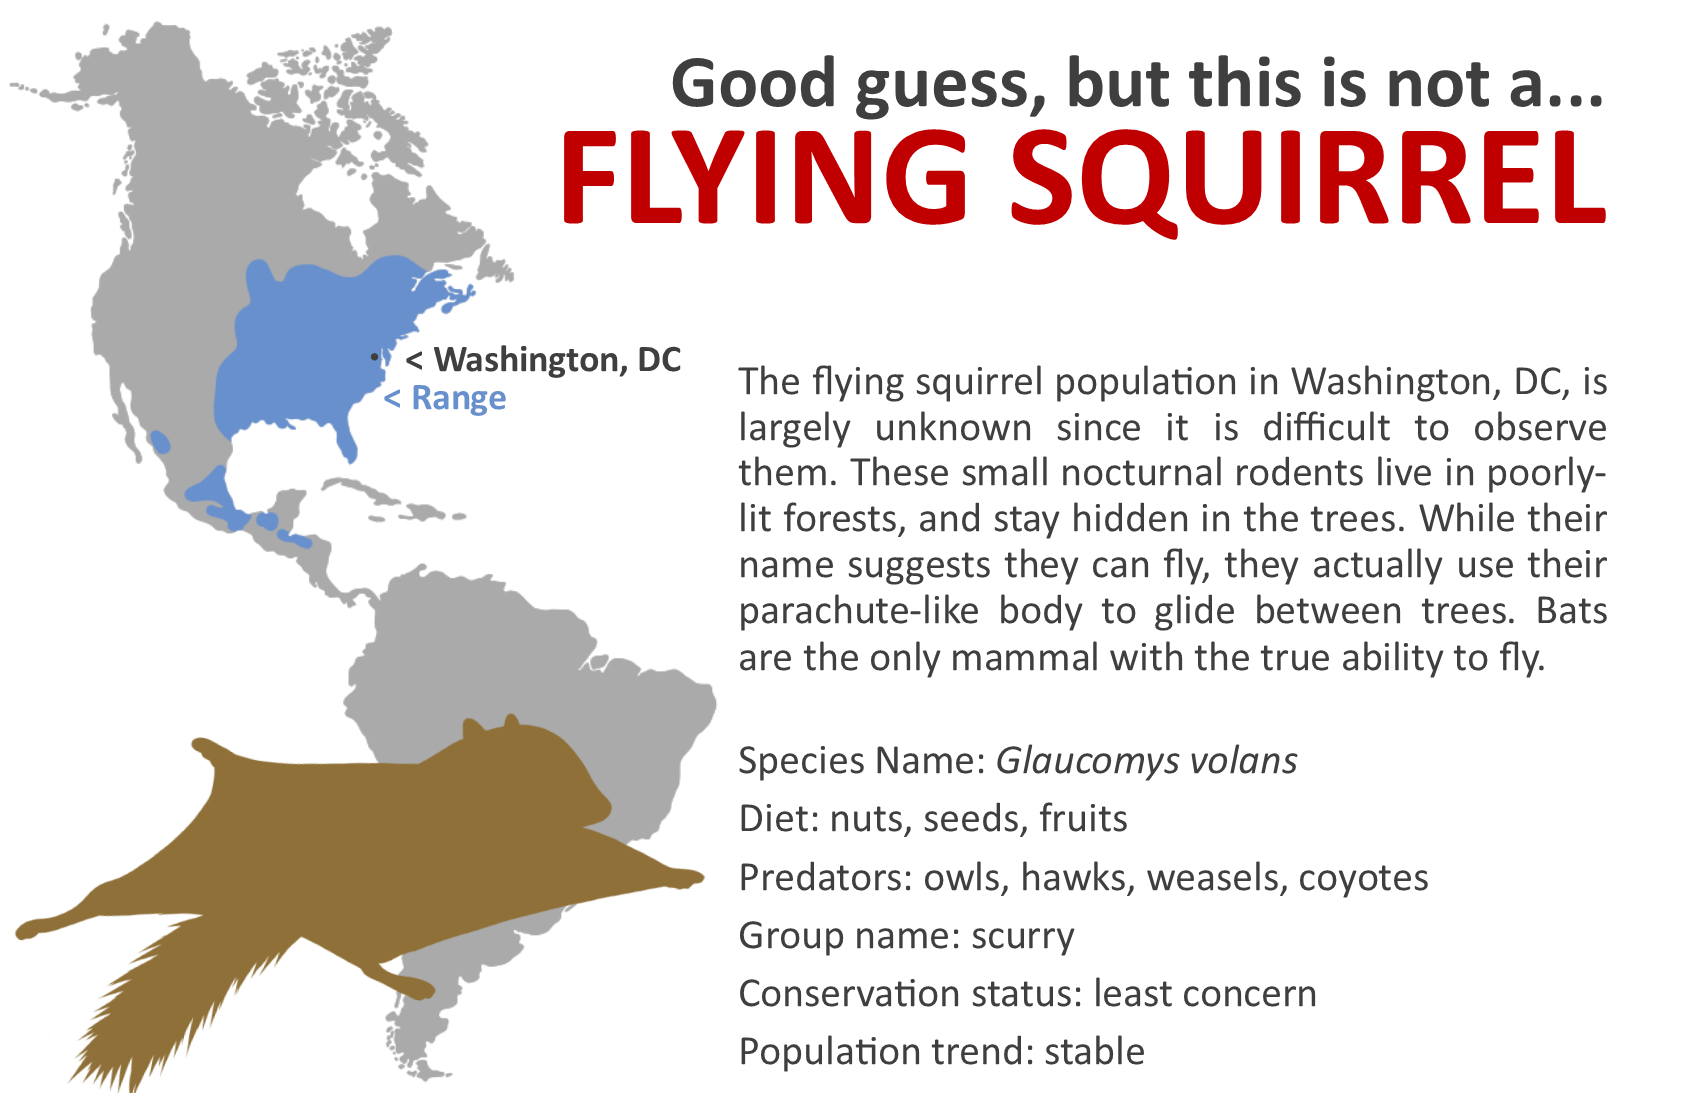 Good guess, but this is not a...
FLYING SQUIRREL
< Washington, DC
< Range
The flying squirrel population in Washington, DC, is
largely unknown since it is difficult to observe
them. These small nocturnal rodents live in poorly-
lit forests, and stay hidden in the trees. While their
name suggests they can fly, they actually use their
parachute-like body to glide between trees. Bats
are the only mammal with the true ability to fly.
Species Name: Glaucomys volans
Diet: nuts, seeds, fruits
Predators: owls, hawks, weasels, coyotes
Group name: scurry
Conservation status: least concern
Population trend: stable